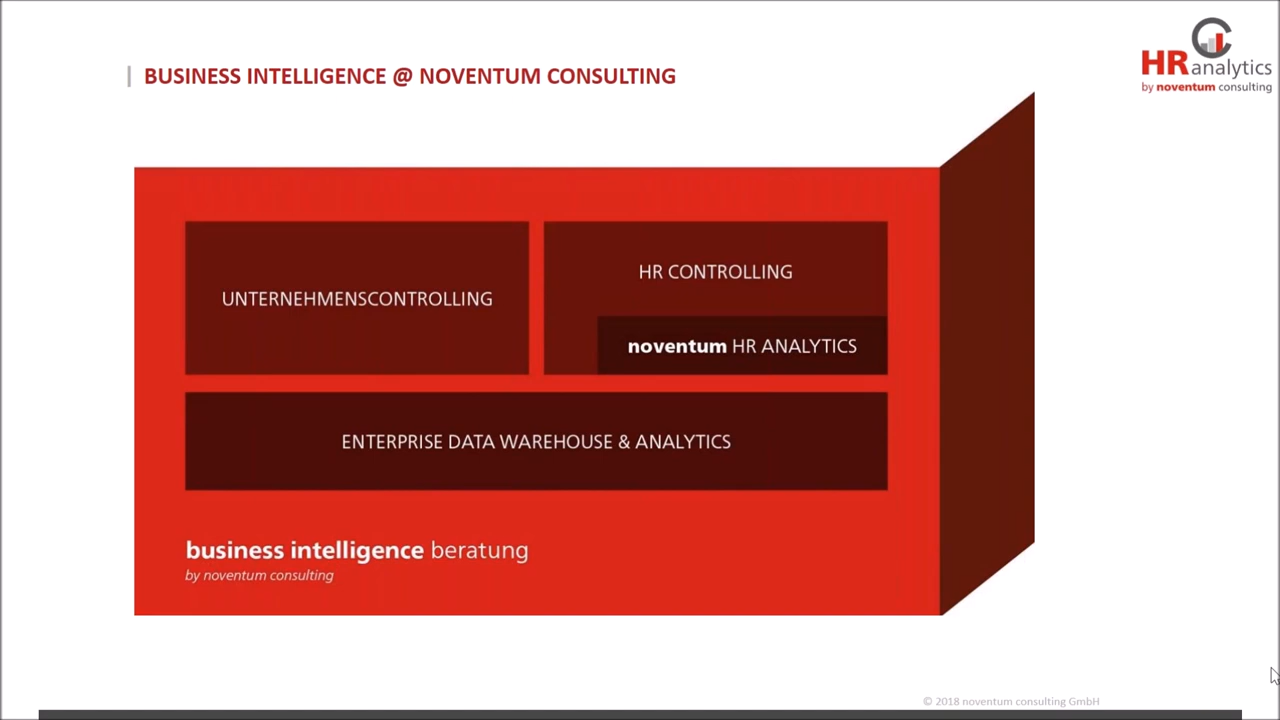 BUSINESS INTELLIGENCE @ NOVENTUM CONSULTING
HR analytics
by noventum consulting
UNTERNEHMENSCONTROLLING
HR CONTROLLING
noventum HR ANALYTICS
ENTERPRISE DATA WAREHOUSE & ANALYTICS
business intelligence beratung
by noventum consulting
© 2018 noventum consulting GmbH